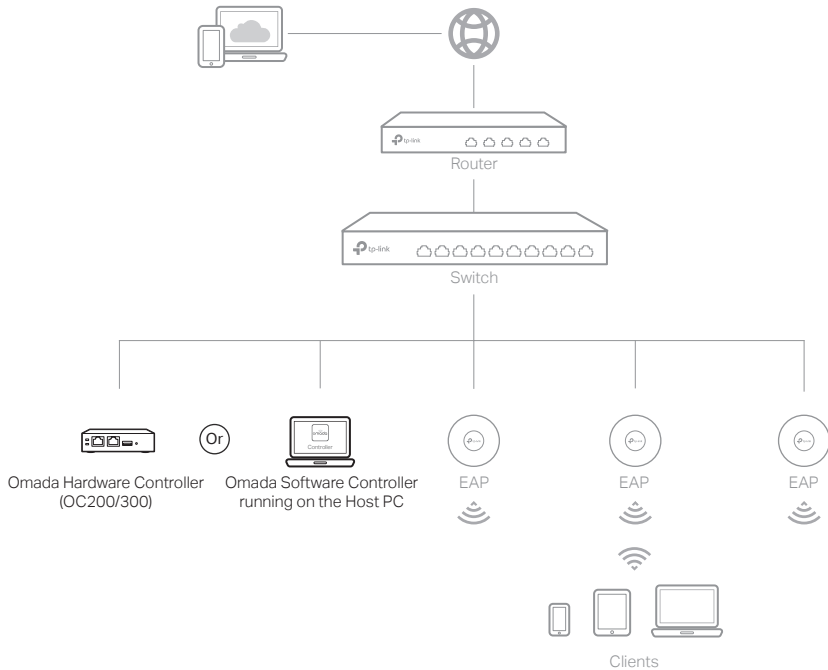 tp-link
Router
tp-link
Switch
Or
omada
Controller
Omada Hardware Controller
(OC200/300)
Omada Software Controller
running on the Host PC
EAP
EAP
EAP
Clients